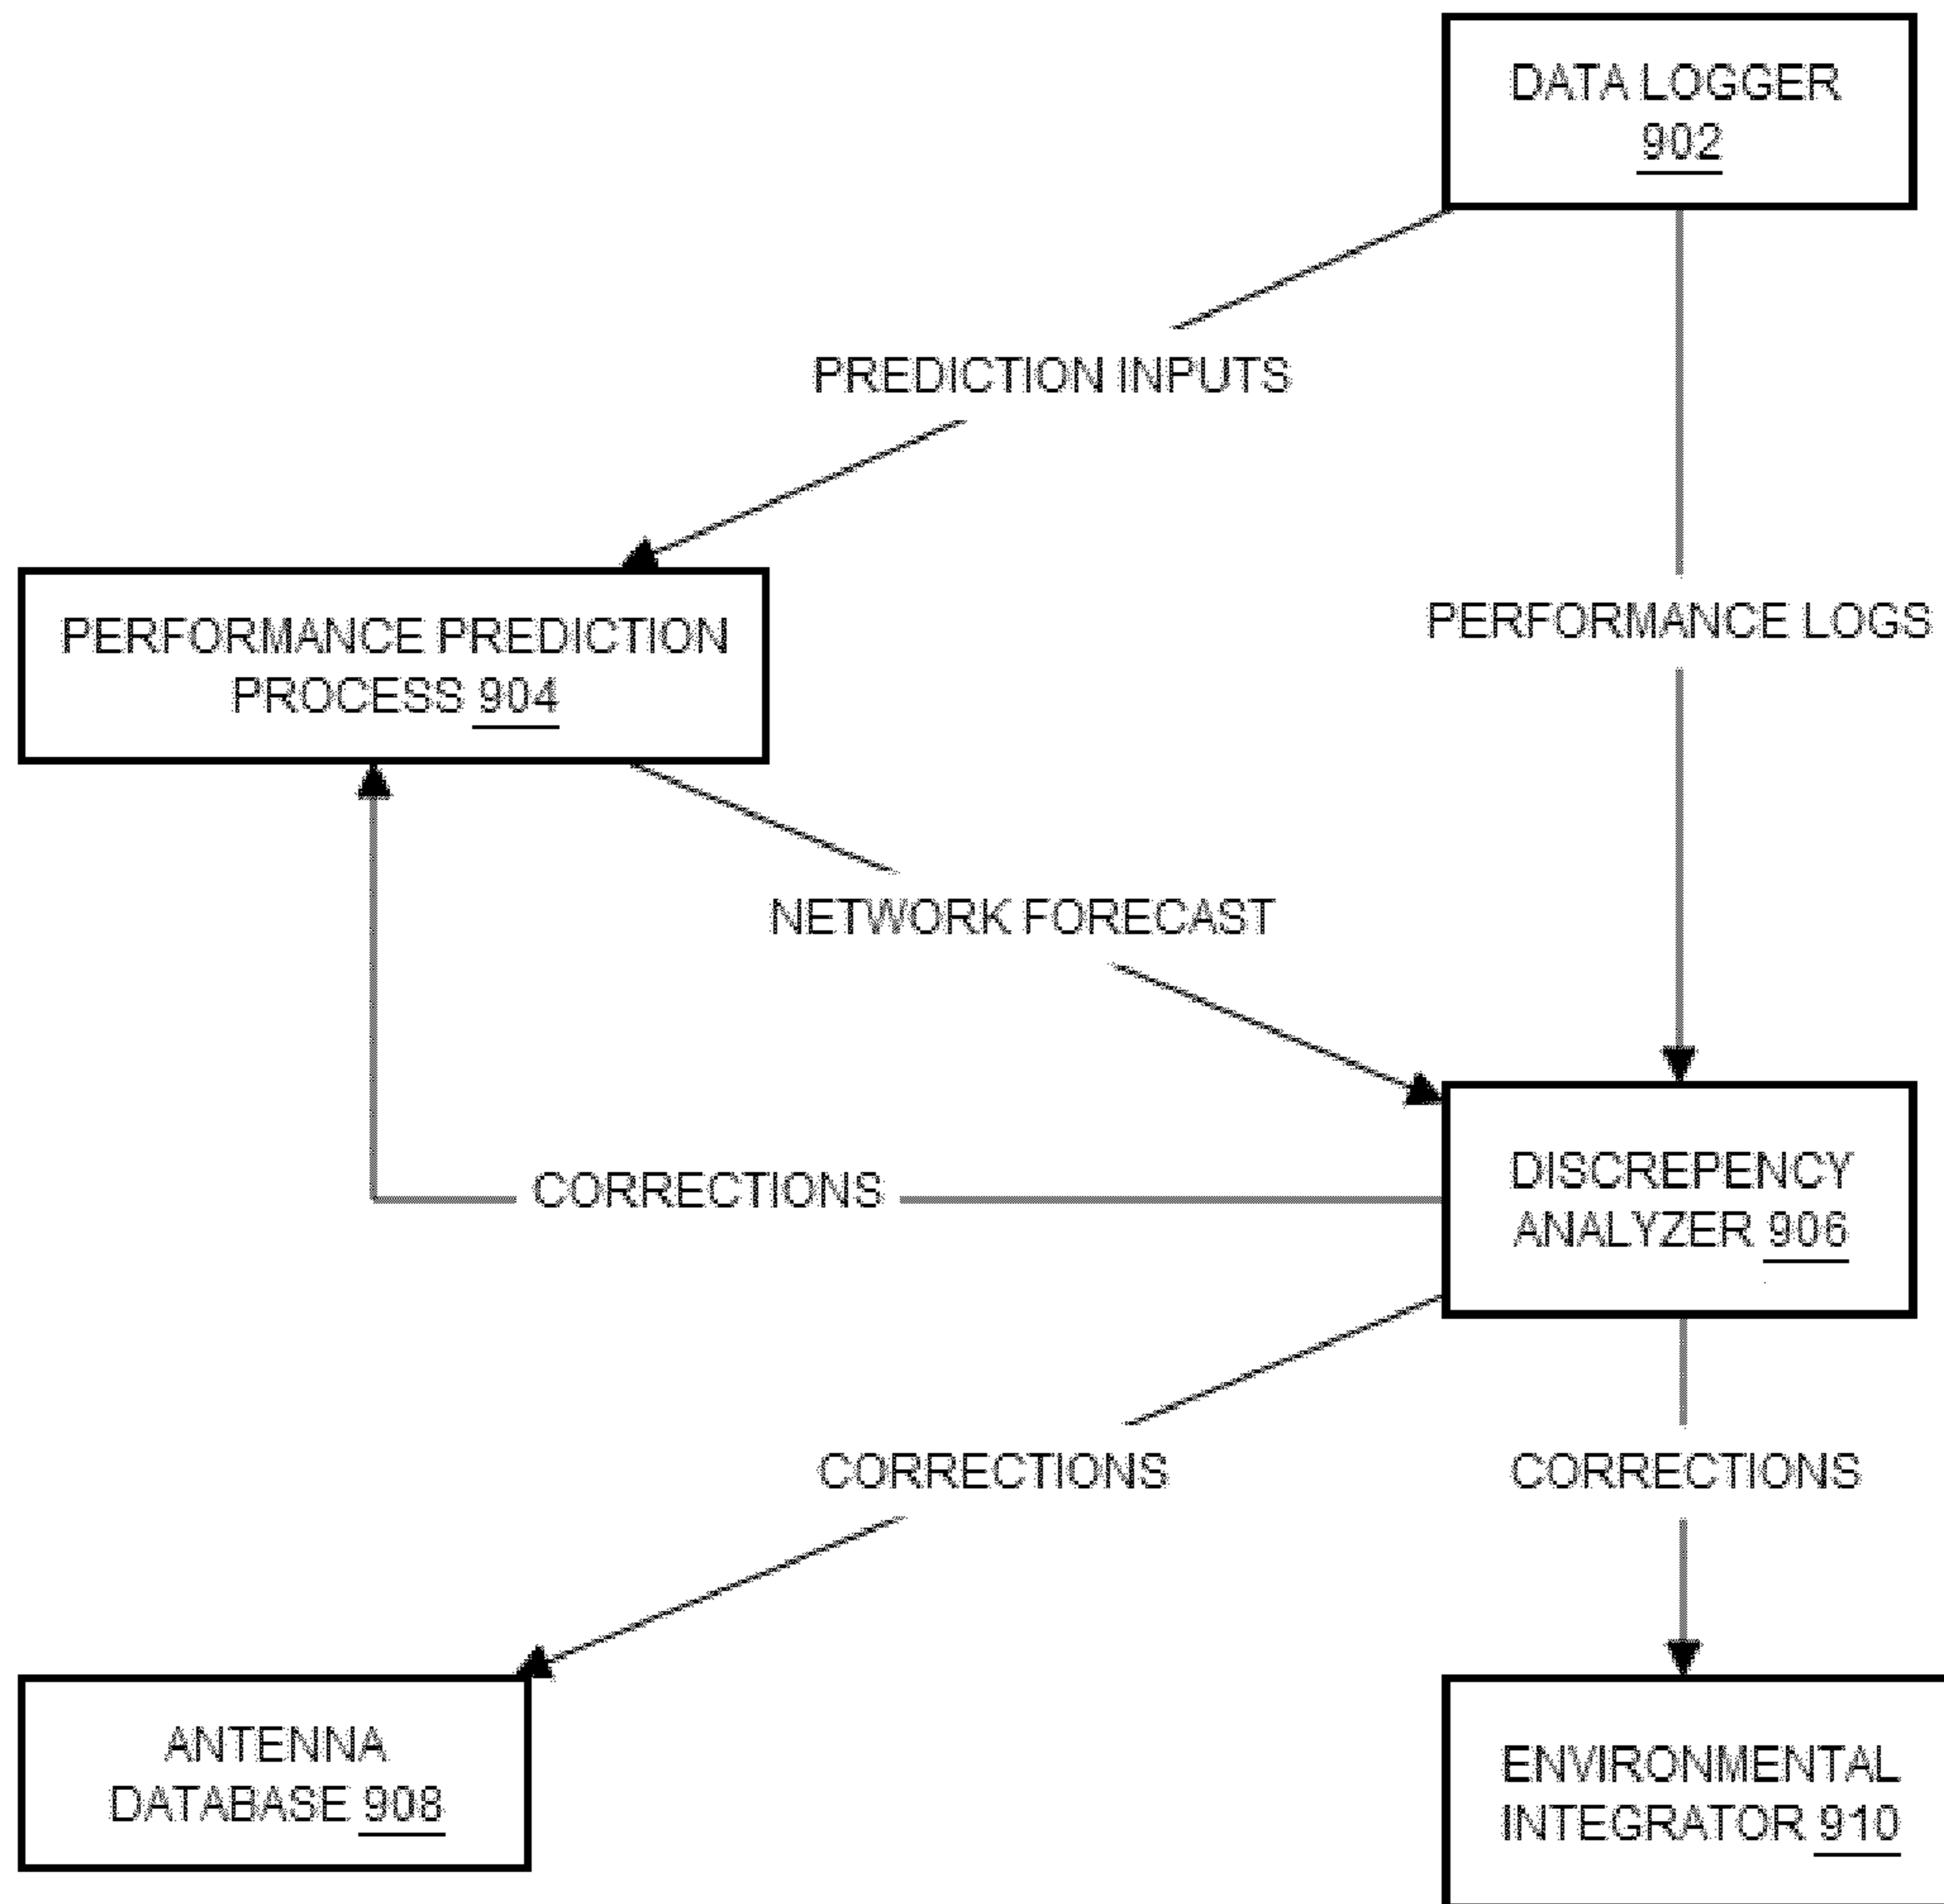 DATA LOGGER
902
PREDICTION INPUTS
PERFORMANCE LOGS
PERFORMANCE PREDICTION
PROCESS 904
NETWORK FORECAST
CORRECTIONS
DISCREPENCY
ANALYZER 906
CORRECTIONS
CORRECTIONS
ANTENNA
DATABASE 908
ENVIRONMENTAL
INTEGRATOR 910